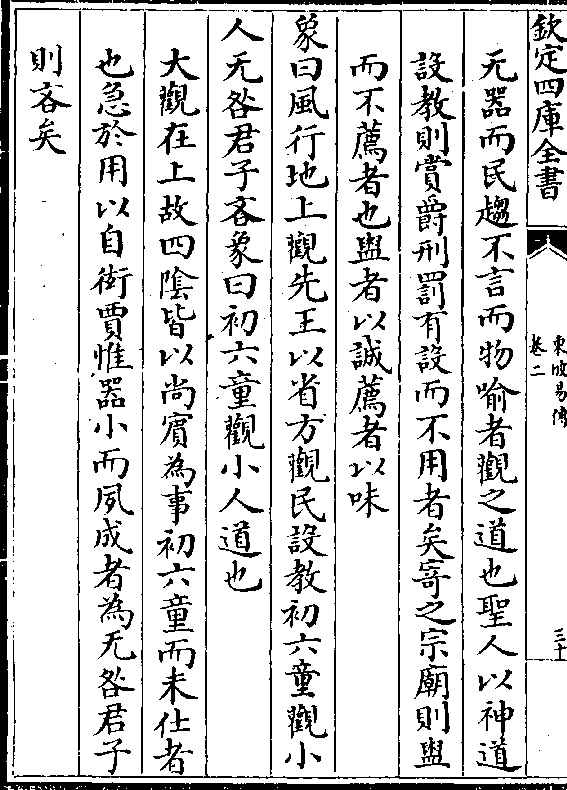 欽定四庫全書
東坡易傳
卷二
三十
无器而民趨不言而物喻者觀之道也聖人以神道
設教則賞爵刑罰有設而不用者矣寄之宗廟則盥
而不薦者也盥者以誠薦者以味
象曰風行地上觀先王以省方觀民設教初六童觀小
人无咎君子吝象曰初六童觀小人道也
大觀在上故四陰皆以尚賓為事初六童而未仕者
也急於用以自衒賈惟器小而夙成者為无咎君子
則吝矣